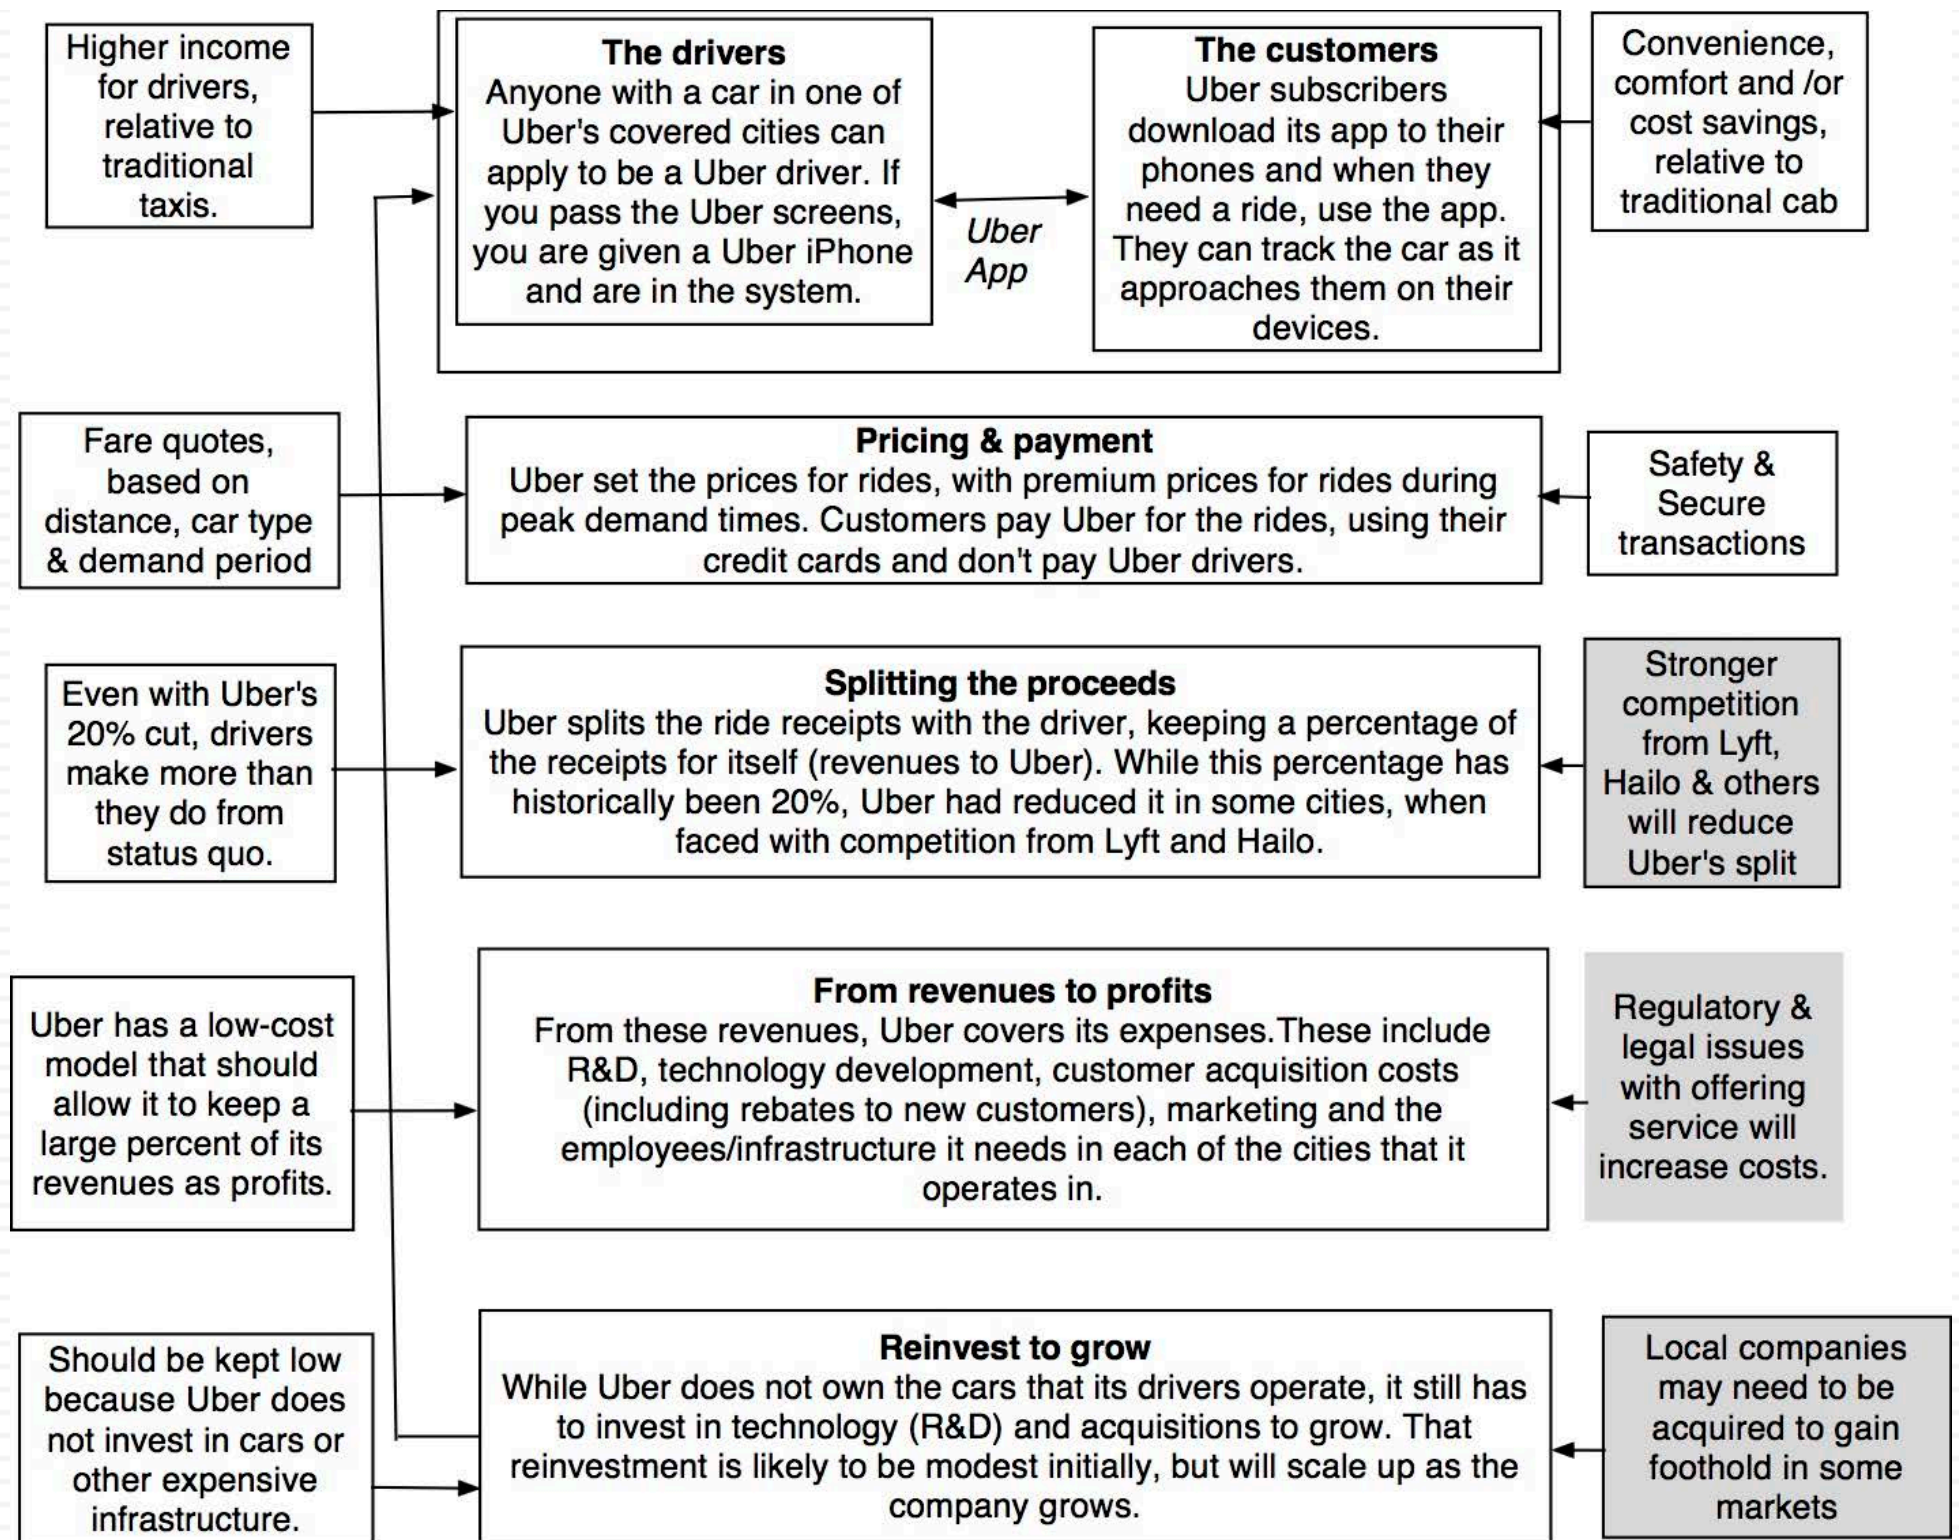 Higher income
for drivers,
relative to
traditional
taxis.
The drivers
Anyone with a car in one of
Uber's covered cities can
apply to be a Uber driver. If
you pass the Uber screens,
you are given a Uber iPhone
and are in the system.
Uber
App
The customers
Uber subscribers
download its app to their
phones and when they
need a ride, use the app.
They can track the car as it
approaches them on their
devices.
Convenience,
comfort and /or
cost savings,
relative to
traditional cab
Fare quotes,
based on
distance, car type
& demand period
Pricing & payment
Uber set the prices for rides, with premium prices for rides during
peak demand times. Customers pay Uber for the rides, using their
credit cards and don't pay Uber drivers.
Safety &
Secure
transactions
Even with Uber's
20% cut, drivers
make more than
they do from
status quo.
Splitting the proceeds
Uber splits the ride receipts with the driver, keeping a percentage of
the receipts for itself (revenues to Uber). While this percentage has
historically been 20%, Uber had reduced it in some cities, when
faced with competition from Lyft and Hailo.
Stronger
competition
from Lyft,
Hailo & others
will reduce
Uber's split
Uber has a low-cost
model that should
allow it to keep a
large percent of its
revenues as profits.
From revenues to profits
From these revenues, Uber covers its expenses.These include
R&D, technology development, customer acquisition costs
(including rebates to new customers), marketing and the
employees/infrastructure it needs in each of the cities that it
operates in.
Regulatory &
legal issues
with offering
service will
increase costs.
Should be kept low
because Uber does
not invest in cars or
other expensive
infrastructure.
Reinvest to grow
While Uber does not own the cars that its drivers operate, it still has
to invest in technology (R&D) and acquisitions to grow. That
reinvestment is likely to be modest initially, but will scale up as the
company grows.
Local companies
may need to be
acquired to gain
foothold in some
markets